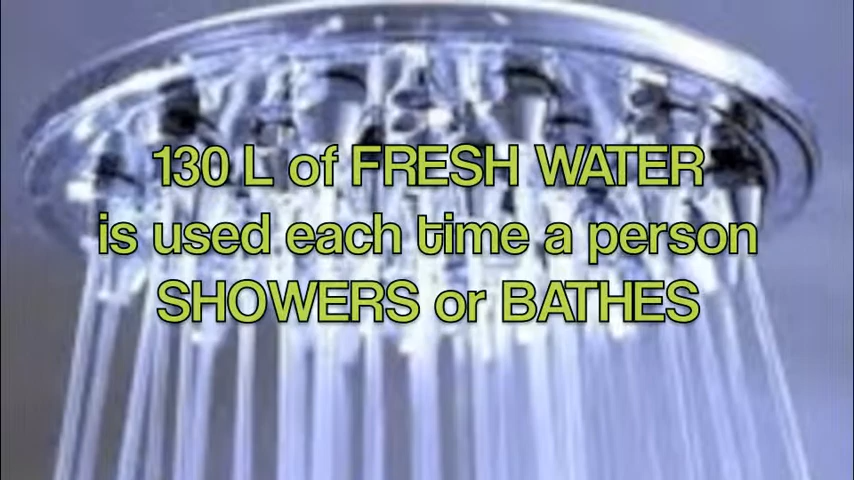 130 L of FRESH WATER
is used each time a person
SHOWERS or BATHES